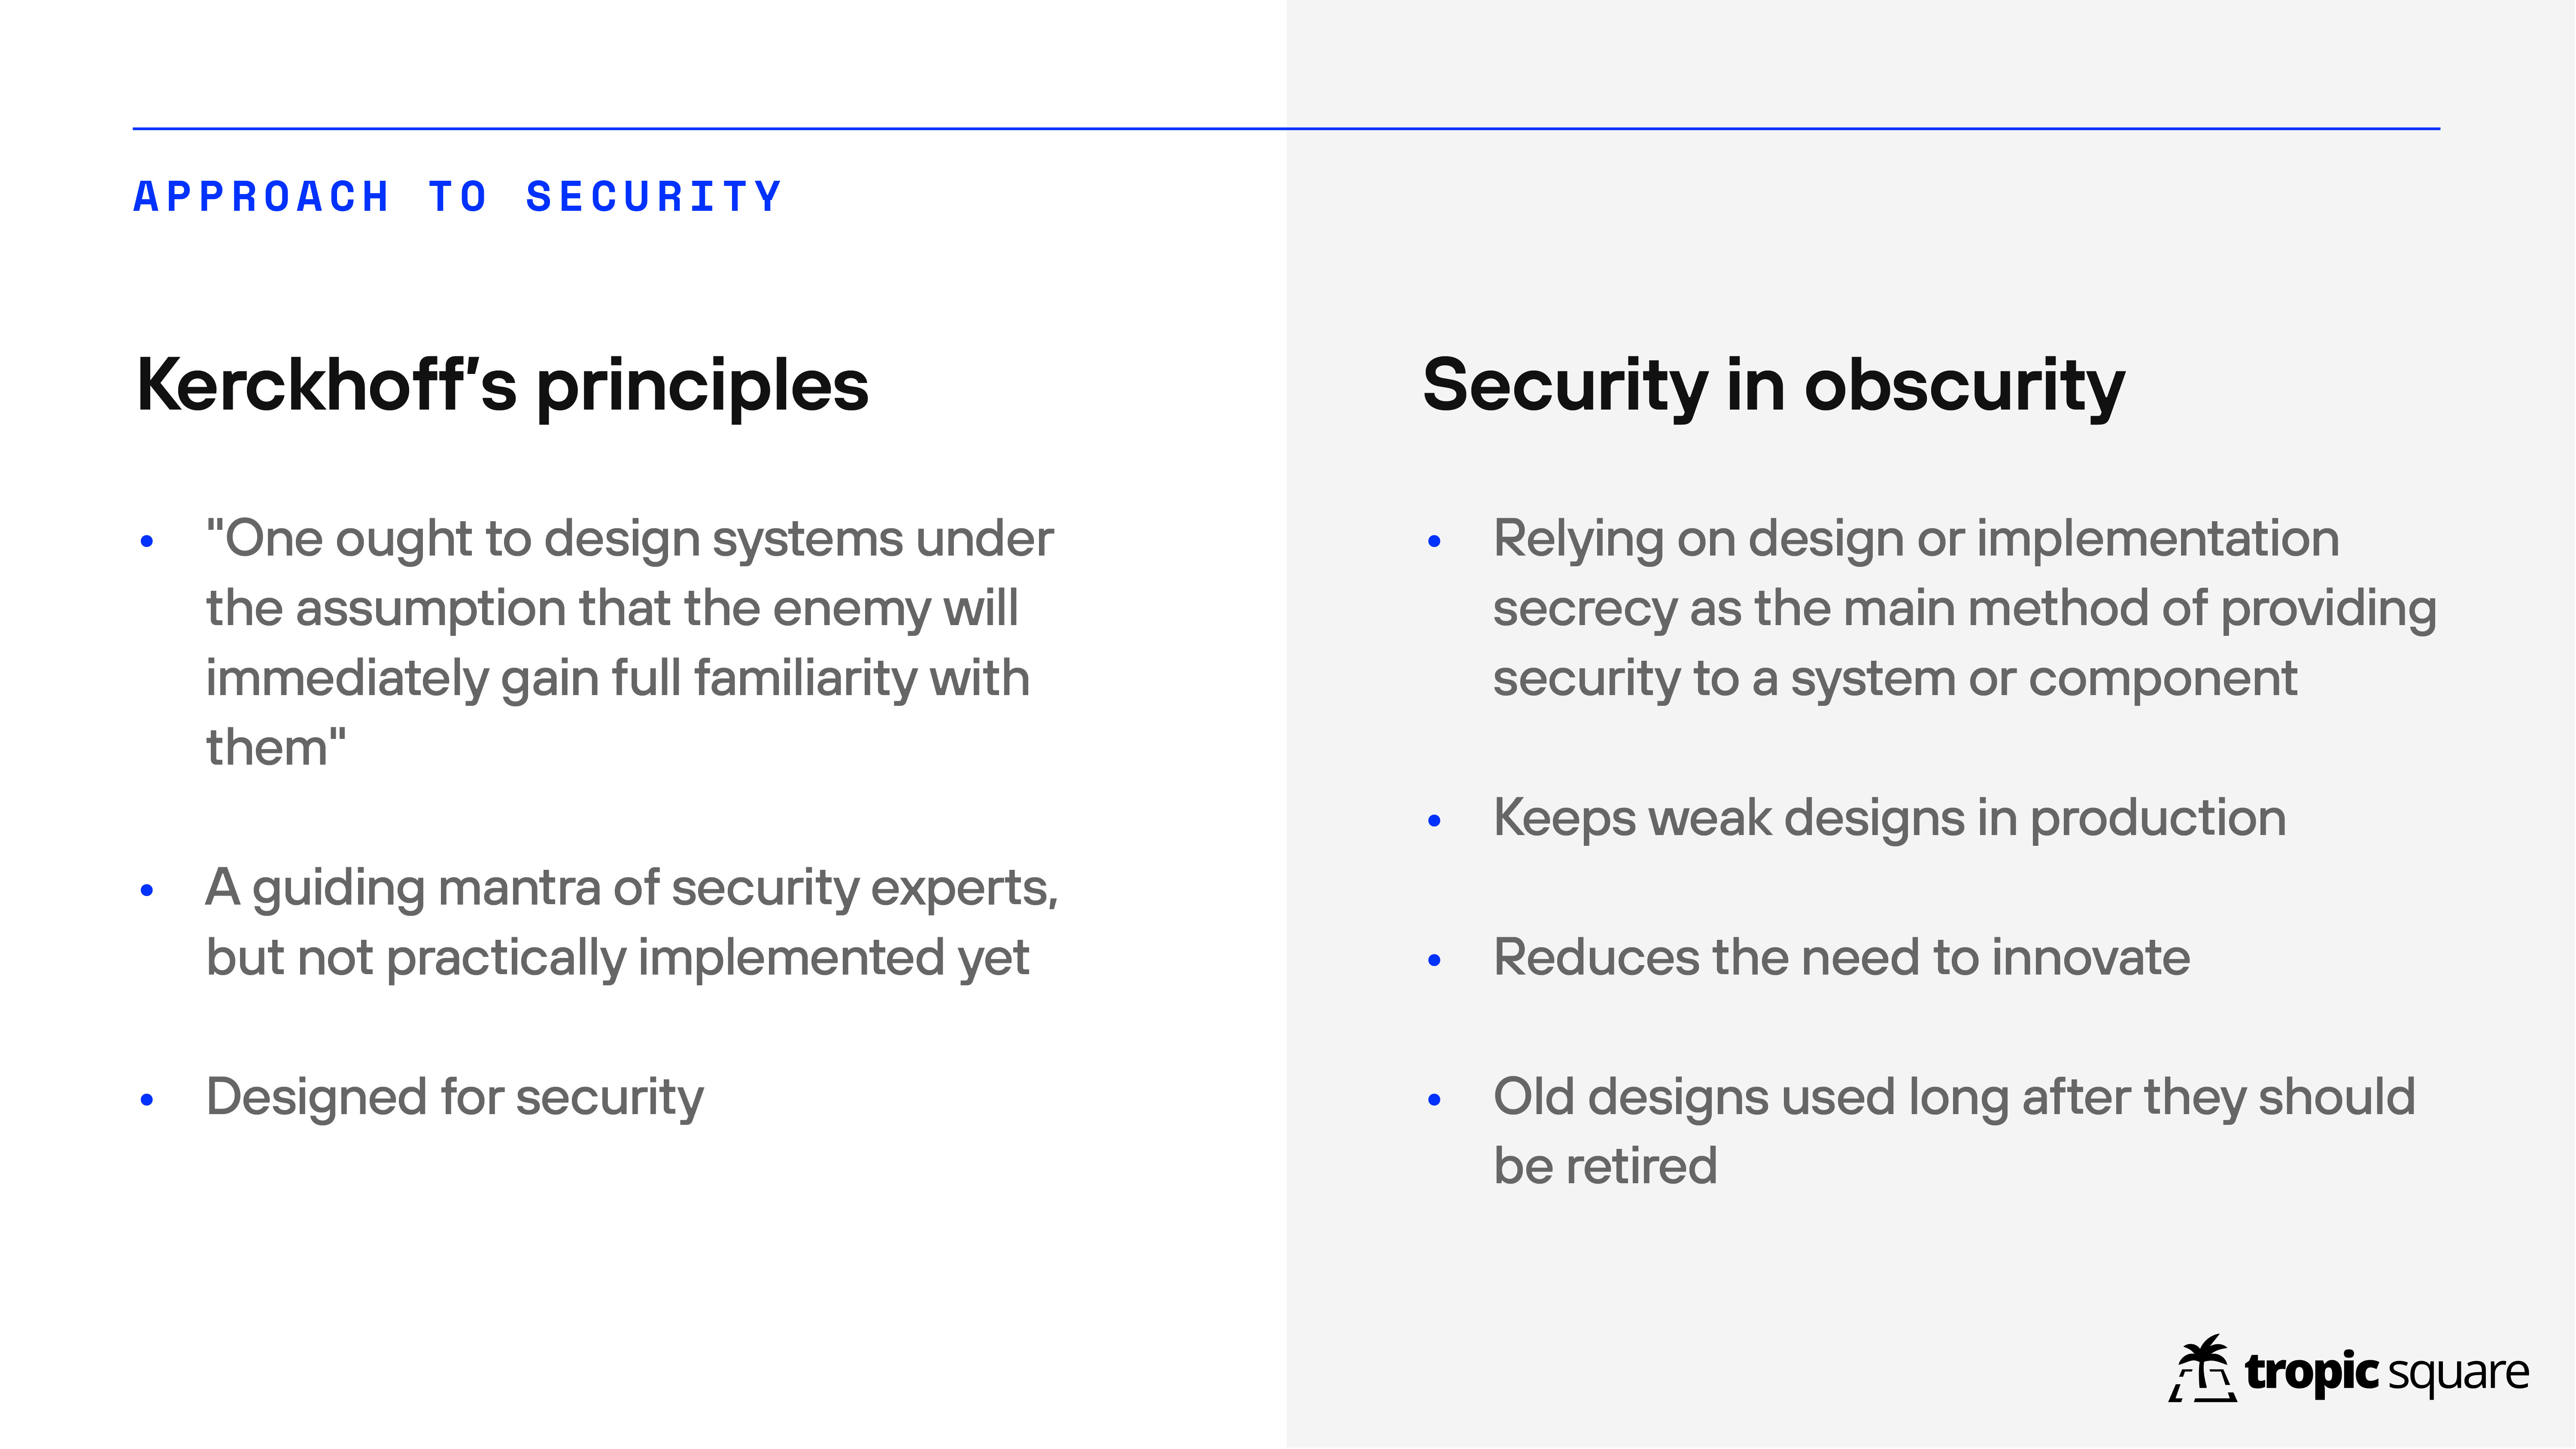 APPROACH TO SECURITY
Kerckhoff’s principles
• "One ought to design systems under
the assumption that the enemy will
immediately gain full familiarity with
them"
• A guiding mantra of security experts,
but not practically implemented yet
• Designed for security
Security in obscurity
• Relying on design or implementation
secrecy as the main method of providing
security to a system or component
• Keeps weak designs in production
• Reduces the need to innovate
• Old designs used long after they should
be retired
tropic square